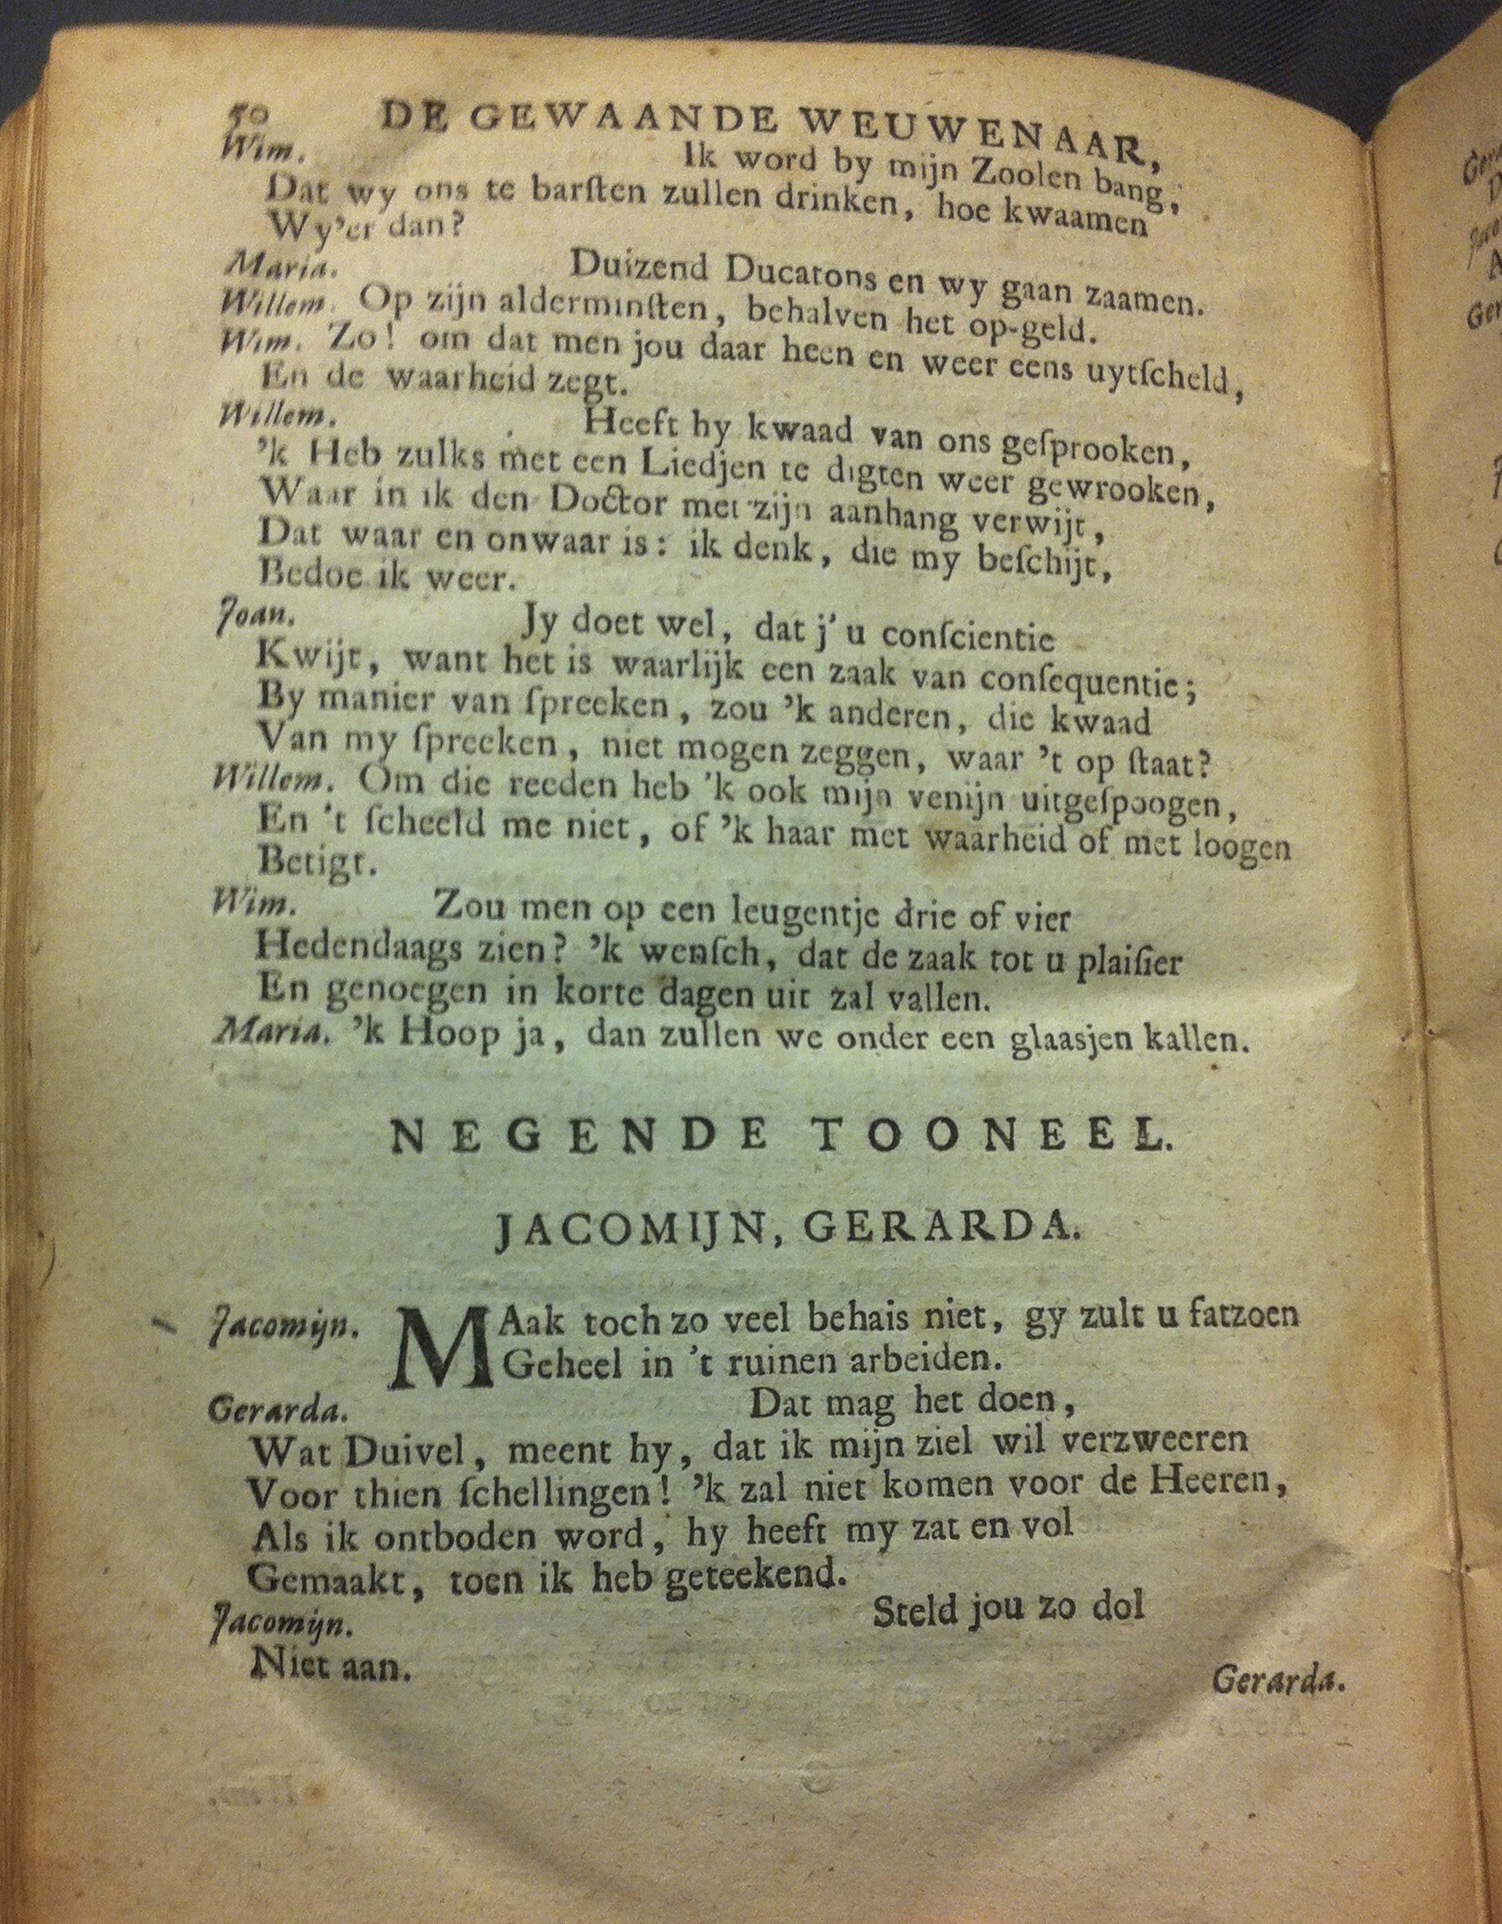 50 DE GEWAANDE WEUWENAAR,
Wim. Ik word by mijn Zoolen bang,
Dat wy ons te barſten zullen drinken, hoe kwaamen
Wy'er dan?
Maria. Duizend Ducatons en wy gaan zaamen.
Willem. Op zijn alderminſten, behalven het op-geld.
Wim. Zo! om dat men jou daar heen en weer eens uytſcheld,
En de waarheid zegt.
Willem. Heeft hy kwaad van ons geſprooken,
'k Heb zulks met een Liedjen te digten weer gewrooken,
Waar in ik den Doctor met zijn aanhang verwijt,
Dat waar en onwaar is: ik denk, die my beſchijt,
Bedoe ik weer.
Joan. Jy doet wel, dat j' u conſcientie
Kwijt, want het is waarlijk een zaak van conſequentie;
By manier van ſpreeken, zou 'k anderen, die kwaad
Van my ſpreeken, niet mogen zeggen, waar 't op ſtaat?
Willem. Om die reeden heb 'k ook mijn venijn uitgeſpoogen,
En 't ſcheeld me niet, of 'k haar met waarheid of met loogen
Betigt.
Wim. Zou men op een leugentje drie of vier
Hedendaags zien? 'k wenſch, dat de zaak tot u plaiſier
En genoegen in korte dagen uit zal vallen.
Maria. 'k Hoop ja, dan zullen we onder een glaasjen kallen.
NEGENDE TOONEEL.
JACOMIJN, GERARDA.
Jacomijn. MAak toch zo veel behais niet, gy zult u fatzoen
Geheel in 't ruinen arbeiden.
Gerarda. Dat mag het doen,
Wat Duivel, meent hy, dat ik mijn ziel wil verzweeren
Voor thien ſchellingen! 'k zal niet komen voor de Heeren,
Als ik ontboden word, hy heeft my zat en vol
Gemaakt, toen ik heb geteekend.
Jacomijn. Steld jou zo dol
Niet aan.
Gerarda.